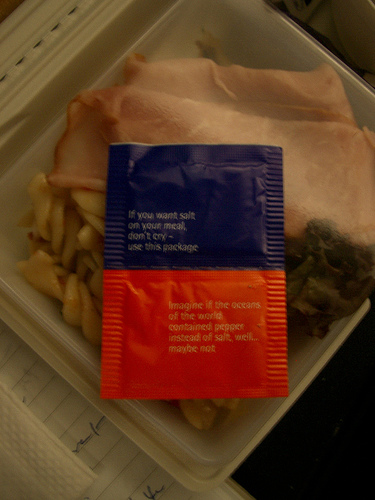 If you want salt
on your meal,
don't cry -
use this package
Imagine if the oceans
of the world
contained pepper
instead of salt, well...
maybe not